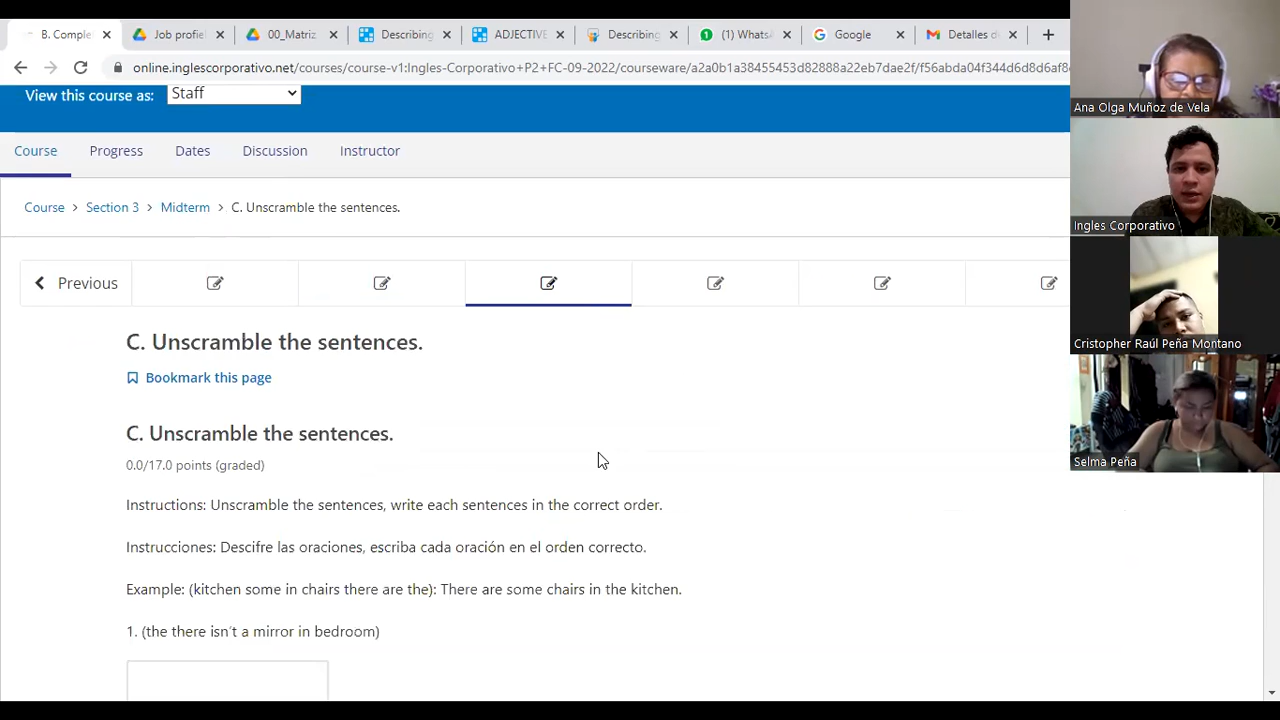 B. Comple
Job profiel
00_Matriz
Describing
ADJECTIVE
Describing
(1) WhatsA
Google
Detalles d
online.inglescorporativo.net/courses/course-v1:Ingles-Corporativo+P2+FC-09-2022/courseware/a2a0b1a38455453d82888a22eb7dae2f/f56abda04f344d6d8d6af8
View this course as: Staff
Course Progress Dates Discussion Instructor
Course > Section 3 > Midterm > C. Unscramble the sentences.
Previous
C. Unscramble the sentences.
Bookmark this page
C. Unscramble the sentences.
0.0/17.0 points (graded)
Instructions: Unscramble the sentences, write each sentences in the correct order.
Instrucciones: Descifre las oraciones, escriba cada oración en el orden correcto.
Example: (kitchen some in chairs there are the): There are some chairs in the kitchen.
1. (the there isn´t a mirror in bedroom)
Ana Olga Muñoz de Vela
Ingles Corporativo
Cristopher Raúl Peña Montano
Selma Peña